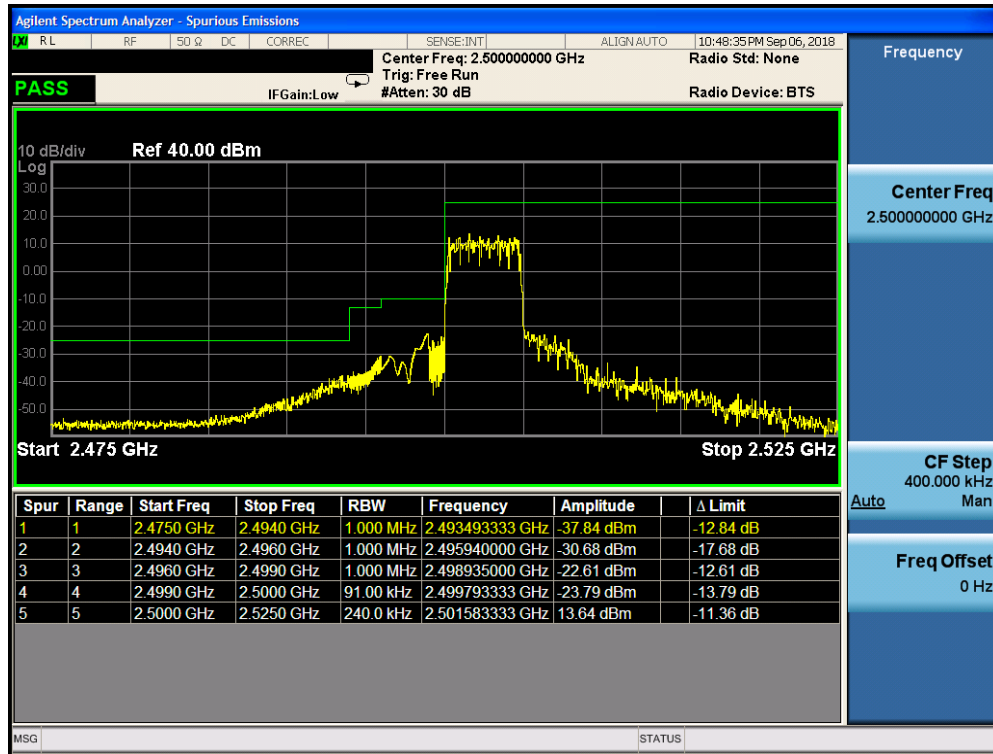 Agilent Spectrum Analyzer - Spurious Emissions
LXI RL RF 50 Ω DC CORREC SENSE:INT ALIGN AUTO 10:48:35 PM Sep 06, 2018
Center Freq: 2.500000000 GHz Radio Std: None
Trig: Free Run
PASS IFGain:Low #Atten: 30 dB Radio Device: BTS
Frequency
10 dB/div Ref 40.00 dBm
Log
30.0
20.0
10.0
0.00
-10.0
-20.0
-30.0
-40.0
-50.0
Start 2.475 GHz Stop 2.525 GHz
Center Freq
2.500000000 GHz
CF Step
400.000 kHz
Auto Man
Freq Offset
0 Hz
Spur Range Start Freq Stop Freq RBW Frequency Amplitude Δ Limit
1 1 2.4750 GHz 2.4940 GHz 1.000 MHz 2.493493333 GHz -37.84 dBm -12.84 dB
2 2 2.4940 GHz 2.4960 GHz 1.000 MHz 2.495940000 GHz -30.68 dBm -17.68 dB
3 3 2.4960 GHz 2.4990 GHz 1.000 MHz 2.498935000 GHz -22.61 dBm -12.61 dB
4 4 2.4990 GHz 2.5000 GHz 91.00 kHz 2.499793333 GHz -23.79 dBm -13.79 dB
5 5 2.5000 GHz 2.5250 GHz 240.0 kHz 2.501583333 GHz 13.64 dBm -11.36 dB
MSG STATUS